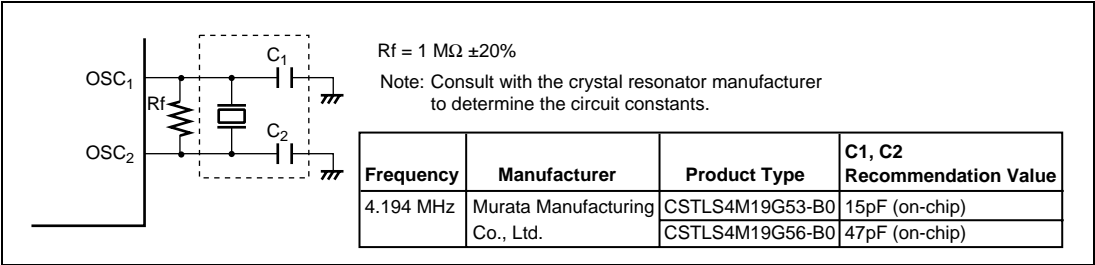 OSC1
OSC2
Rf
C1
C2
Rf = 1 MΩ ±20%
Note: Consult with the crystal resonator manufacturer
to determine the circuit constants.
Frequency Manufacturer Product Type C1, C2 Recommendation Value
4.194 MHz Murata Manufacturing Co., Ltd. CSTLS4M19G53-B0 15pF (on-chip)
CSTLS4M19G56-B0 47pF (on-chip)